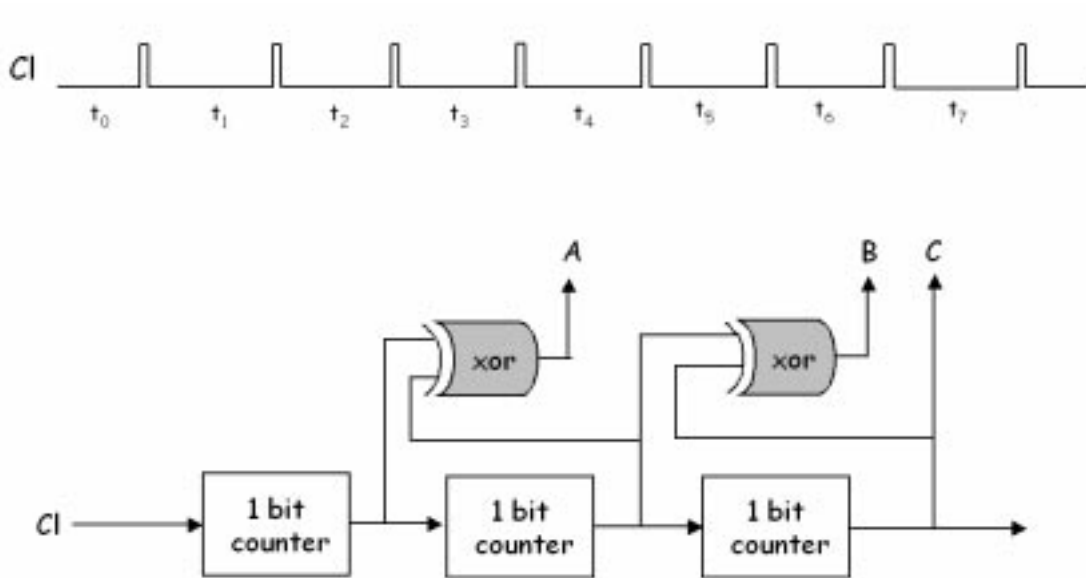 Cl
t₀ t₁ t₂ t₃ t₄ t₅ t₆ t₇
A B C
xor xor
Cl
1 bit counter
1 bit counter
1 bit counter